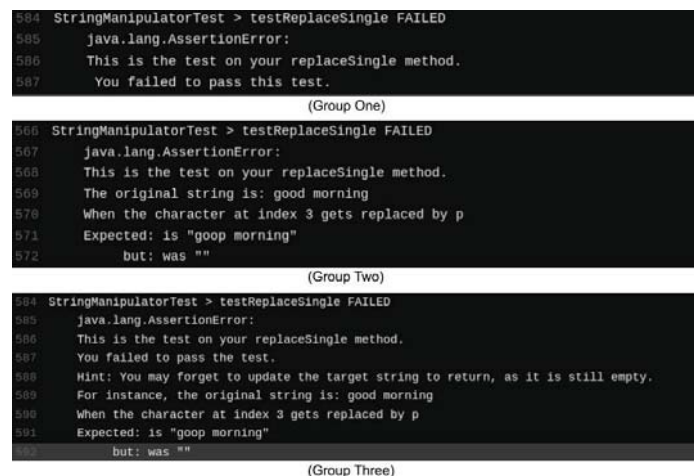 584 StringManipulatorTest > testReplaceSingle FAILED
585 java.lang.AssertionError:
586 This is the test on your replaceSingle method.
587 You failed to pass this test.
(Group One)
566 StringManipulatorTest > testReplaceSingle FAILED
567 java.lang.AssertionError:
568 This is the test on your replaceSingle method.
569 The original string is: good morning
570 When the character at index 3 gets replaced by p
571 Expected: is "goop morning"
572 but: was ""
(Group Two)
584 StringManipulatorTest > testReplaceSingle FAILED
585 java.lang.AssertionError:
586 This is the test on your replaceSingle method.
587 You failed to pass the test.
588 Hint: You may forget to update the target string to return, as it is still empty.
589 For instance, the original string is: good morning
590 When the character at index 3 gets replaced by p
591 Expected: is "goop morning"
592 but: was ""
(Group Three)